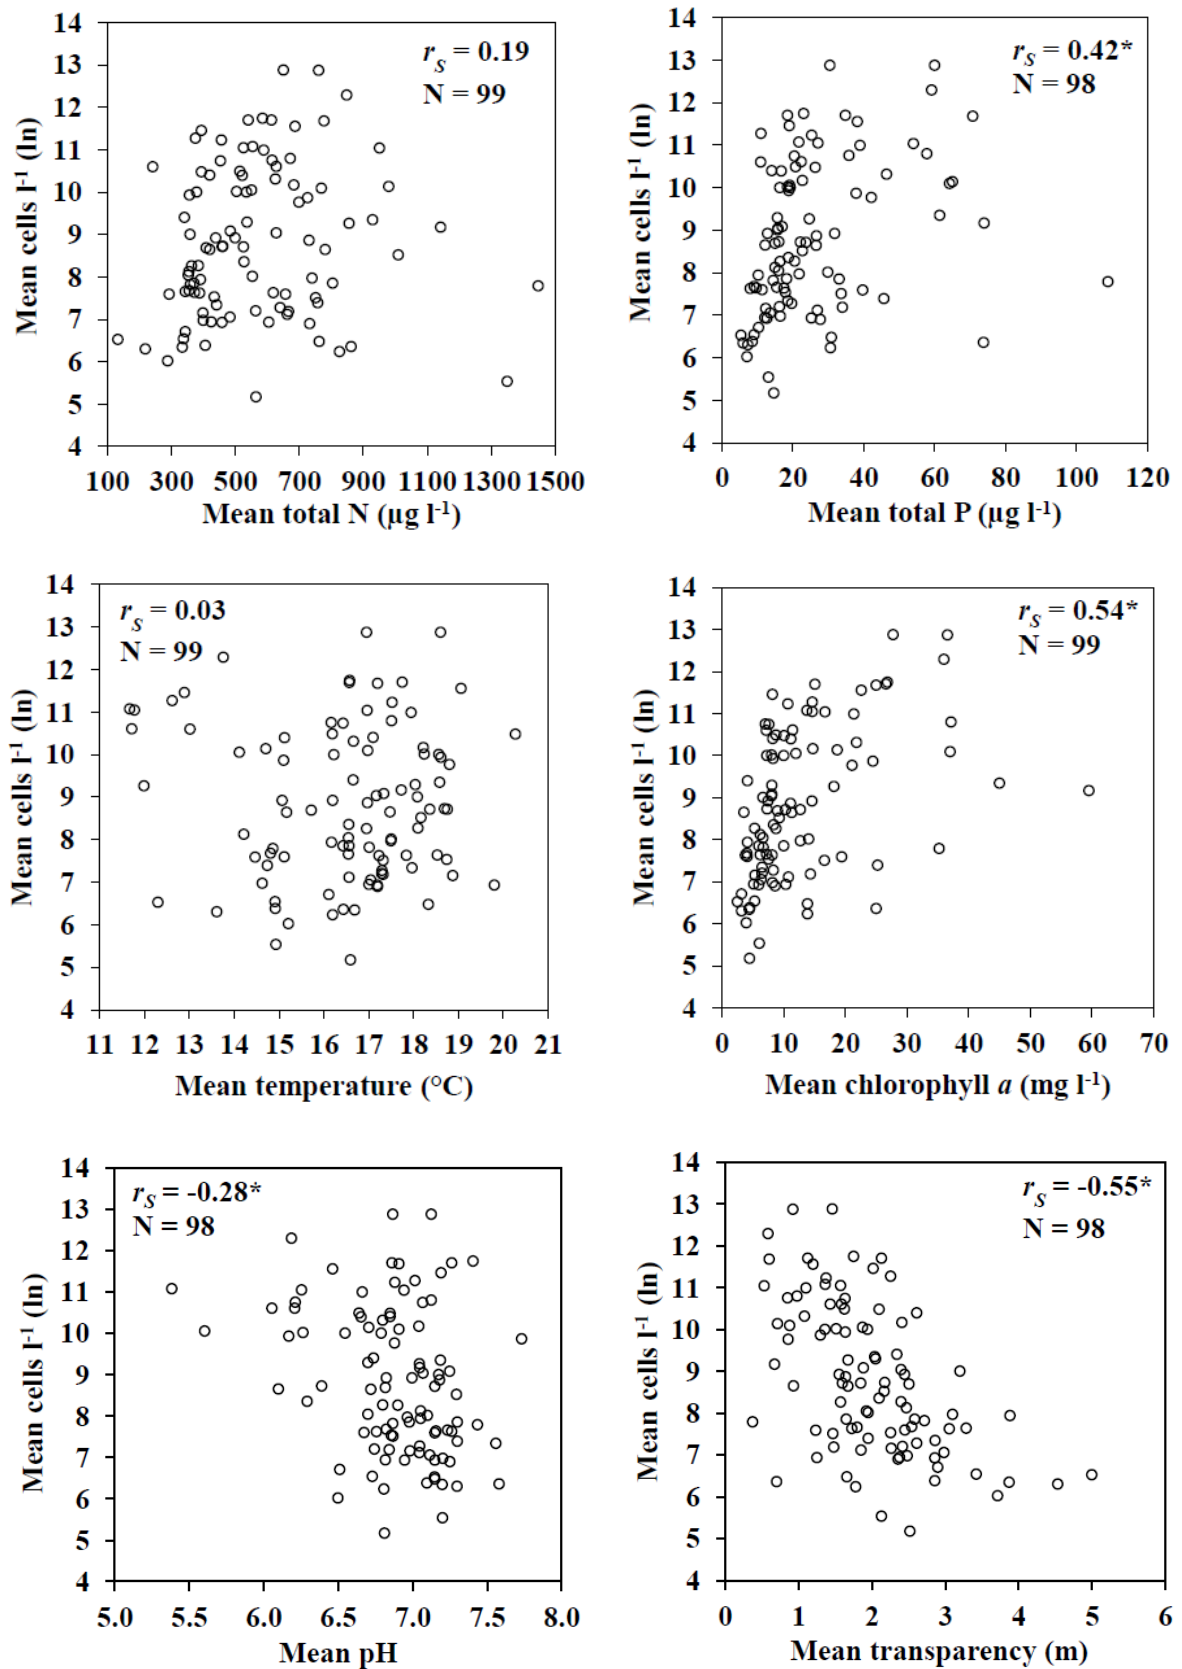 14
13
12
11
10
9
8
7
6
5
4
Mean cells l⁻¹ (ln)
rS = 0.19
N = 99
100 300 500 700 900 1100 1300 1500
Mean total N (µg l⁻¹)
14
13
12
11
10
9
8
7
6
5
4
Mean cells l⁻¹ (ln)
rS = 0.42*
N = 98
0 20 40 60 80 100 120
Mean total P (µg l⁻¹)
14
13
12
11
10
9
8
7
6
5
4
Mean cells l⁻¹ (ln)
rS = 0.03
N = 99
11 12 13 14 15 16 17 18 19 20 21
Mean temperature (°C)
14
13
12
11
10
9
8
7
6
5
4
Mean cells l⁻¹ (ln)
rS = 0.54*
N = 99
0 10 20 30 40 50 60 70
Mean chlorophyll a (mg l⁻¹)
14
13
12
11
10
9
8
7
6
5
4
Mean cells l⁻¹ (ln)
rS = -0.28*
N = 98
5.0 5.5 6.0 6.5 7.0 7.5 8.0
Mean pH
14
13
12
11
10
9
8
7
6
5
4
Mean cells l⁻¹ (ln)
rS = -0.55*
N = 98
0 1 2 3 4 5 6
Mean transparency (m)